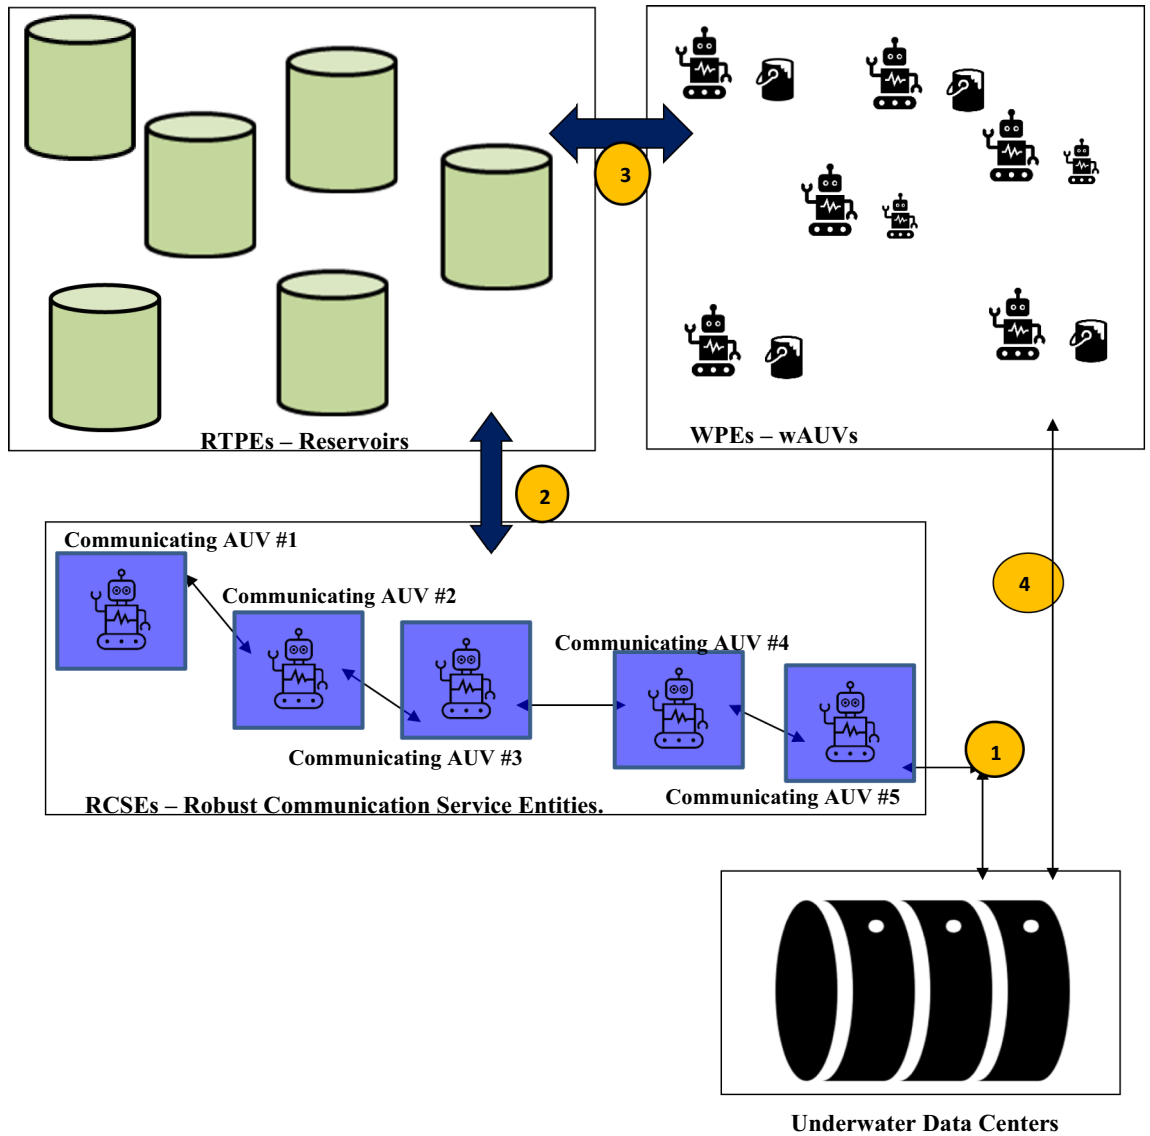 3
RTPEs – Reservoirs
WPEs – wAUVs
2
Communicating AUV #1
4
Communicating AUV #2
Communicating AUV #4
Communicating AUV #3
1
Communicating AUV #5
RCSEs – Robust Communication Service Entities.
Underwater Data Centers